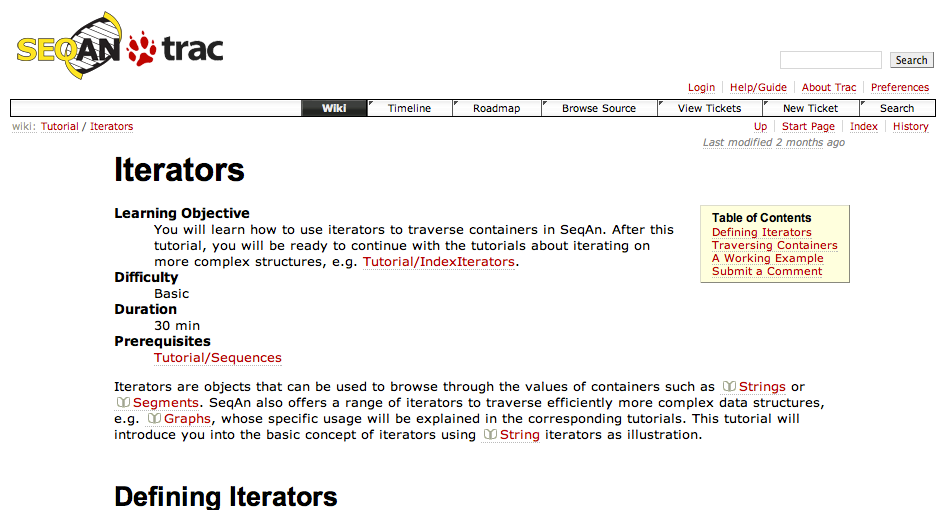 SEQAN trac
Search
Login Help/Guide About Trac Preferences
Wiki Timeline Roadmap Browse Source View Tickets New Ticket Search
wiki: Tutorial / Iterators
Up Start Page Index History
Last modified 2 months ago
Iterators
Learning Objective
You will learn how to use iterators to traverse containers in SeqAn. After this
tutorial, you will be ready to continue with the tutorials about iterating on
more complex structures, e.g. Tutorial/IndexIterators.
Difficulty
Basic
Duration
30 min
Prerequisites
Tutorial/Sequences
Table of Contents
Defining Iterators
Traversing Containers
A Working Example
Submit a Comment
Iterators are objects that can be used to browse through the values of containers such as Strings or
Segments. SeqAn also offers a range of iterators to traverse efficiently more complex data structures,
e.g. Graphs, whose specific usage will be explained in the corresponding tutorials. This tutorial will
introduce you into the basic concept of iterators using String iterators as illustration.
Defining Iterators